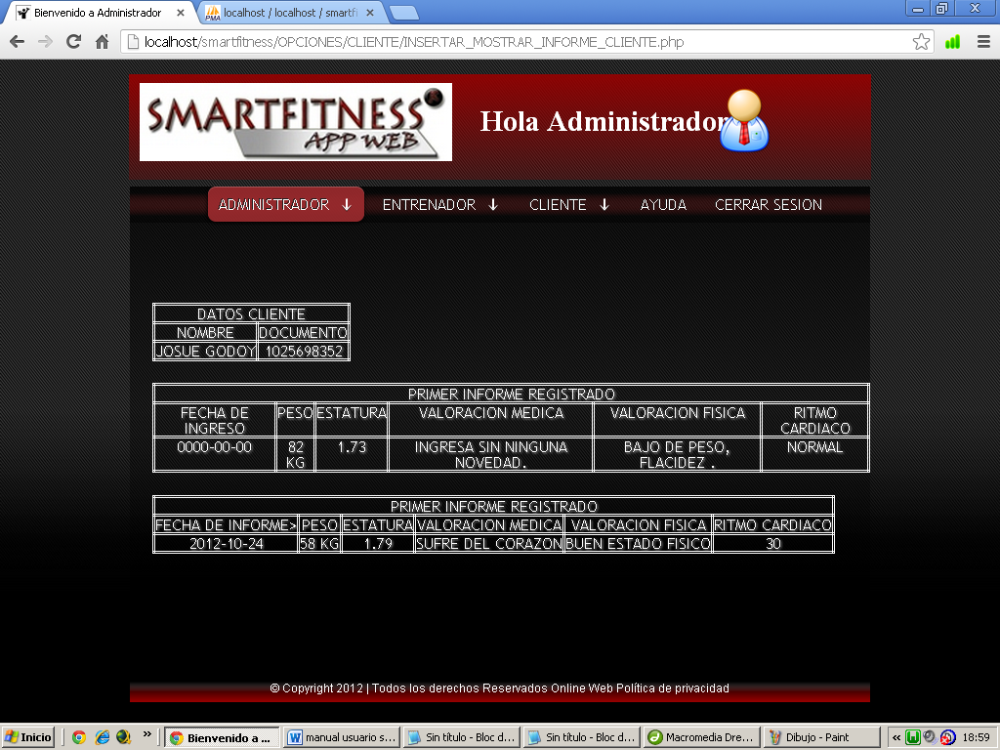 Bienvenido a Administrador
localhost / localhost / smartfi
localhost/smartfitness/OPCIONES/CLIENTE/INSERTAR_MOSTRAR_INFORME_CLIENTE.php
SMARTFITNESS
APP WEB
Hola Administrador
ADMINISTRADOR ↓ ENTRENADOR ↓ CLIENTE ↓ AYUDA CERRAR SESION
DATOS CLIENTE
NOMBRE DOCUMENTO
JOSUE GODOY 1025698352
PRIMER INFORME REGISTRADO
FECHA DE INGRESO PESO ESTATURA VALORACION MEDICA VALORACION FISICA RITMO CARDIACO
0000-00-00 82 KG 1.73 INGRESA SIN NINGUNA NOVEDAD. BAJO DE PESO, FLACIDEZ . NORMAL
PRIMER INFORME REGISTRADO
FECHA DE INFORME> PESO ESTATURA VALORACION MEDICA VALORACION FISICA RITMO CARDIACO
2012-10-24 58 KG 1.79 SUFRE DEL CORAZON BUEN ESTADO FISICO 30
© Copyright 2012 | Todos los derechos Reservados Online Web Política de privacidad
Inicio » Bienvenido a ... manual usuario s... Sin título - Bloc d... Sin título - Bloc d... Macromedia Dre... Dibujo - Paint « 18:59